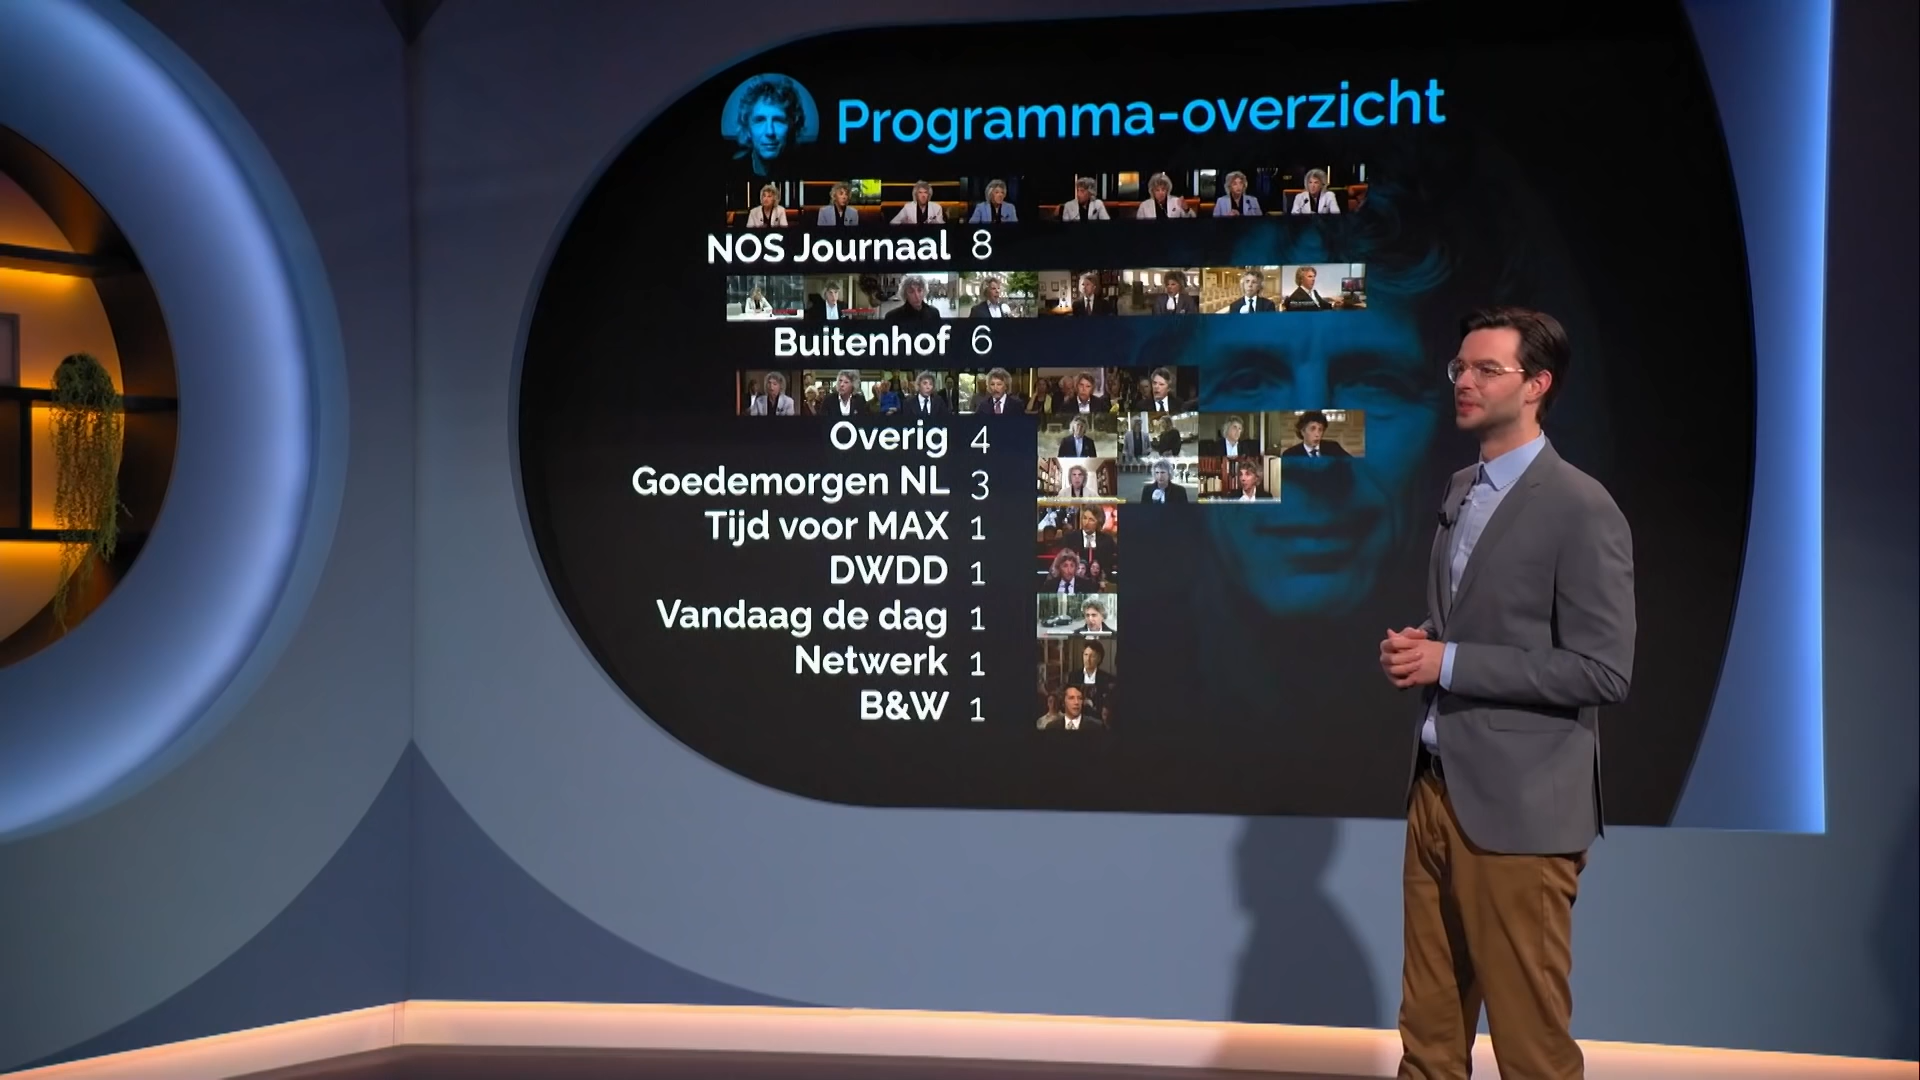 Programma-overzicht
NOS Journaal 8
Buitenhof 6
Overig 4
Goedemorgen NL 3
Tijd voor MAX 1
DWDD 1
Vandaag de dag 1
Netwerk 1
B&W 1